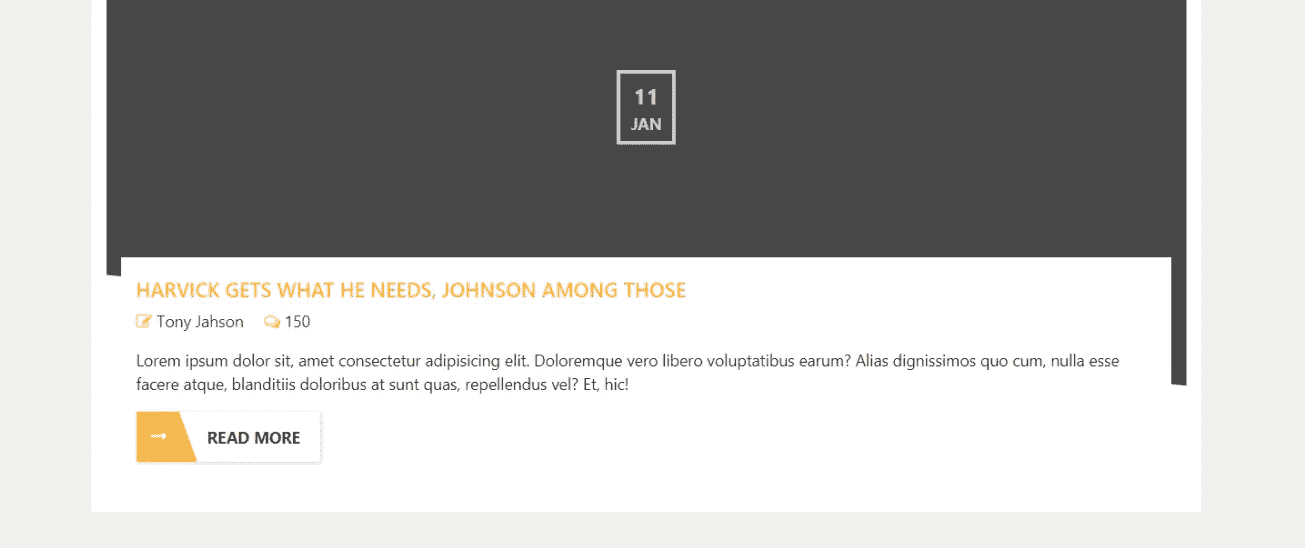 11
JAN
HARVICK GETS WHAT HE NEEDS, JOHNSON AMONG THOSE
Tony Jahson 150
Lorem ipsum dolor sit, amet consectetur adipisicing elit. Doloremque vero libero voluptatibus earum? Alias dignissimos quo cum, nulla esse
facere atque, blanditiis doloribus at sunt quas, repellendus vel? Et, hic!
READ MORE